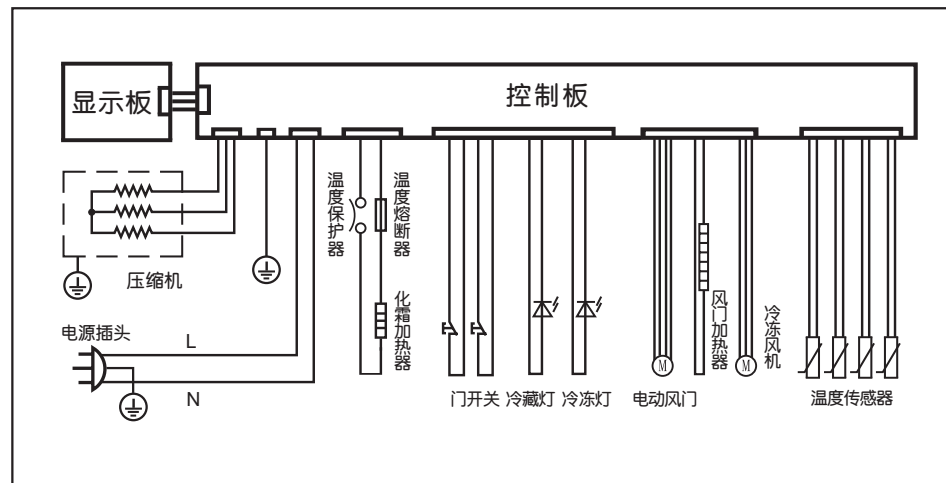 显示板
控制板
温度保护器
温度熔断器
压缩机
化霜加热器
风门加热器
冷冻风机
电源插头
L
N
M
M
门开关
冷藏灯
冷冻灯
电动风门
温度传感器